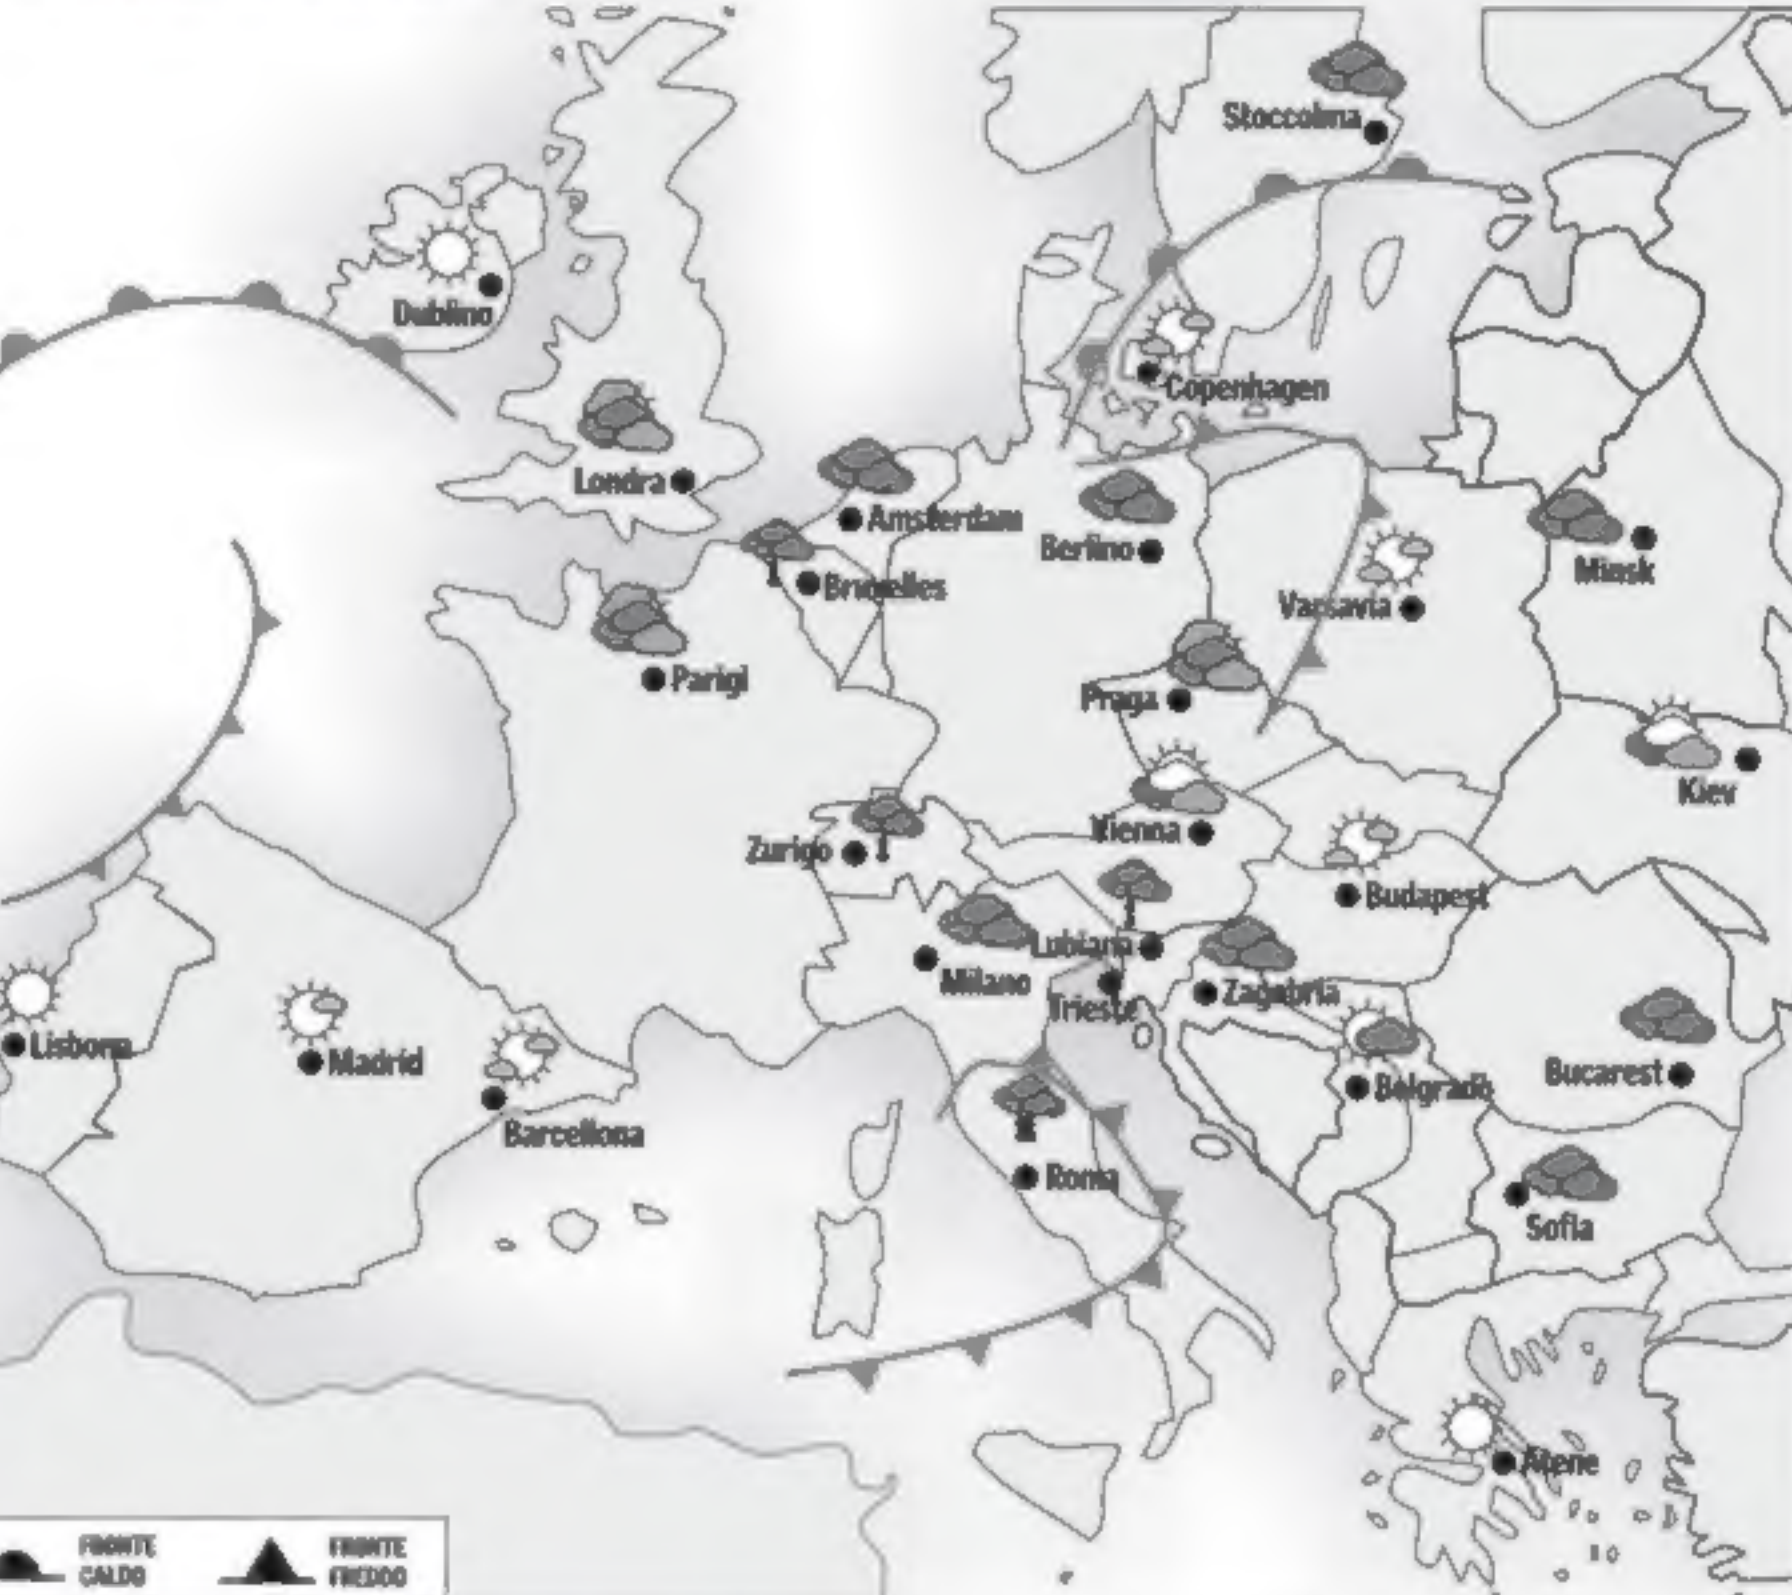 Stoccolma
Dublino
Copenhagen
Londra
Amsterdam
Berlino
Minsk
Bruxelles
Varsavia
Parigi
Praga
Kiev
Vienna
Zurigo
Budapest
Lubiana
Milano
Zagabria
Trieste
Lisbona
Madrid
Bucarest
Belgrado
Barcellona
Roma
Sofia
Atene
FRONTE
CALDO
FRONTE
FREDDO